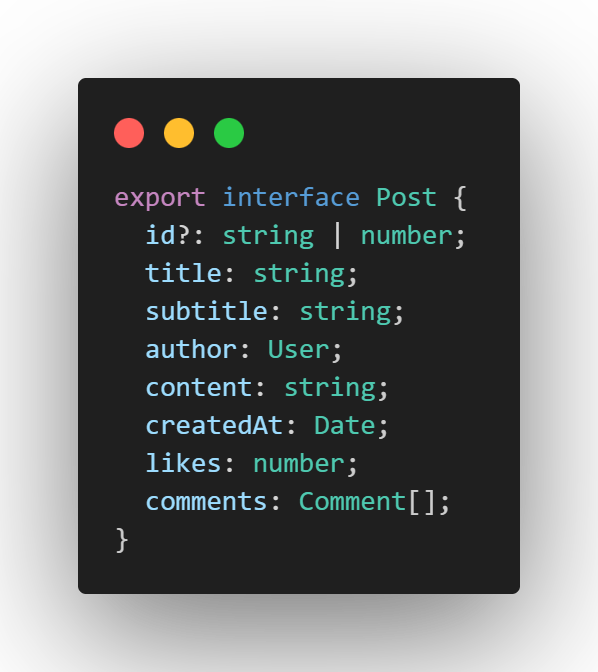 export interface Post {
  id?: string | number;
  title: string;
  subtitle: string;
  author: User;
  content: string;
  createdAt: Date;
  likes: number;
  comments: Comment[];
}